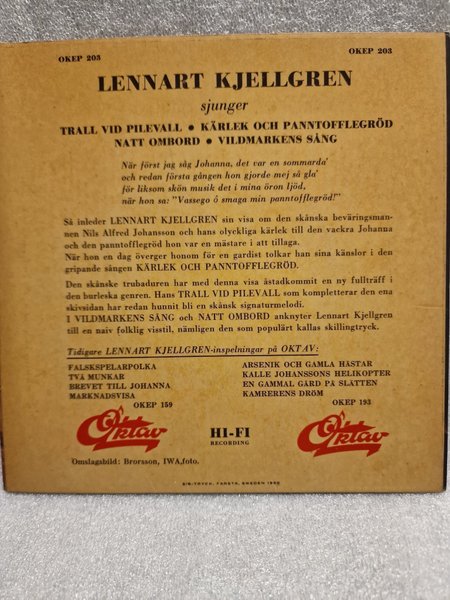 OKEP 203 OKEP 203
LENNART KJELLGREN
sjunger
TRALL VID PILEVALL • KÄRLEK OCH PANNTOFFLEGRÖD
NATT OMBORD • VILDMARKENS SÅNG
När först jag såg Johanna, det var en sommarda'
och redan första gången hon gjorde mej så gla'
för liksom skön musik det i mina öron ljöd,
när hon sa: "Vassego ö smaga min panntofflegröd!"
Så inleder LENNART KJELLGREN sin visa om den skånska beväringsman-
nen Nils Alfred Johansson och hans olyckliga kärlek till den vackra Johanna
och den panntofflegröd hon var en mästare i att tillaga.
När hon en dag överger honom för en gardist tolkar han sina känslor i den
gripande sången KÄRLEK OCH PANNTOFFLEGRÖD.
Den skånske trubaduren har med denna visa åstadkommit en ny fullträff i
den burleska genren. Hans TRALL VID PILEVALL som kompletterar den ena
skivsidan har redan hunnit bli en skånsk signaturmelodi.
I VILDMARKENS SÅNG och NATT OMBORD anknyter Lennart Kjellgren
till en naiv folklig visstil, nämligen den som populärt kallas skillingtryck.
Tidigare LENNART KJELLGREN-inspelningar på OKTAV:
FALSKSPELARPOLKA ARSENIK OCH GAMLA HÄSTAR
TVÅ MUNKAR KALLE JOHANSSONS HELIKOPTER
BREVET TILL JOHANNA EN GAMMAL GÅRD PÅ SLÄTTEN
MARKNADSVISA KAMRERENS DRÖM
OKEP 159 OKEP 193
Oktav HI-FI Oktav
RECORDING
Omslagsbild: Brorsson, IWA,foto.
FARSTA, SWEDEN